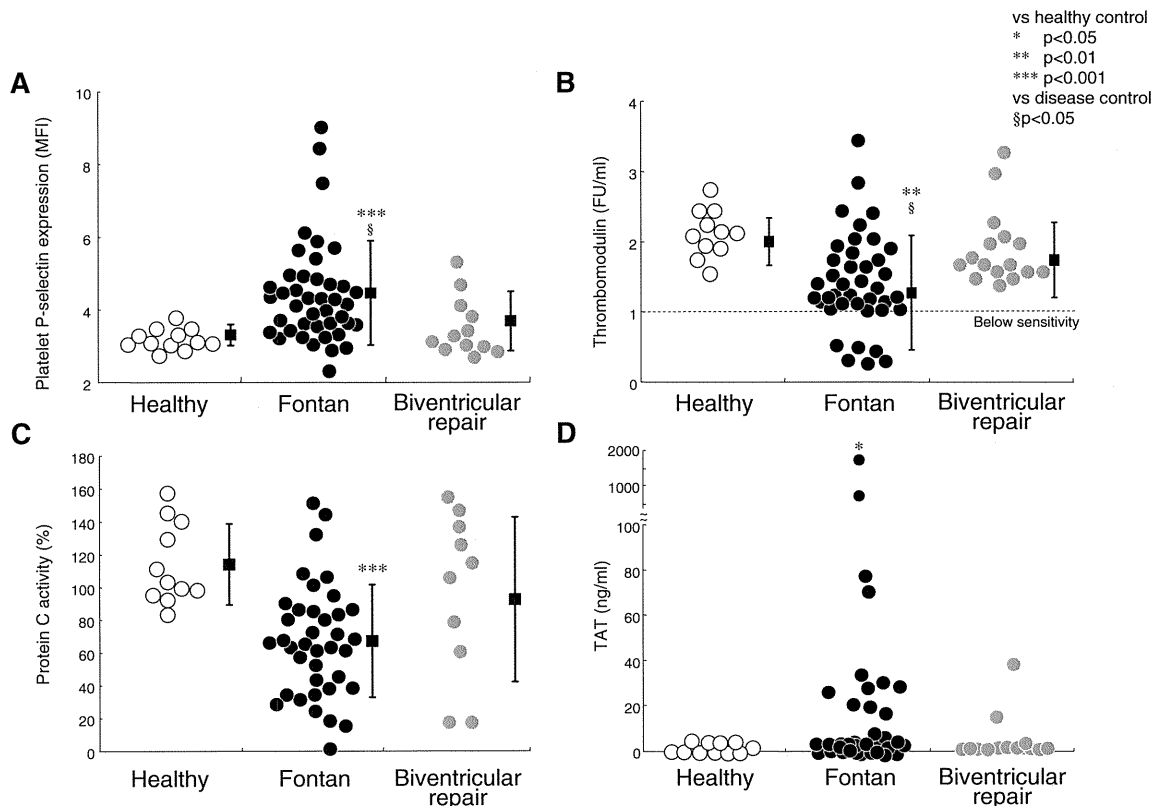 vs healthy control
* p<0.05
** p<0.01
*** p<0.001
vs disease control
§p<0.05
A
Platelet P-selectin expression (MFI)
10
8
6
4
2
***
§
Healthy
Fontan
Biventricular
repair
B
Thrombomodulin (FU/ml)
4
3
2
1
0
**
§
Below sensitivity
Healthy
Fontan
Biventricular
repair
C
Protein C activity (%)
180
160
140
120
100
80
60
40
20
0
***
Healthy
Fontan
Biventricular
repair
D
TAT (ng/ml)
2000
1000
≈
100
80
60
40
20
0
*
Healthy
Fontan
Biventricular
repair